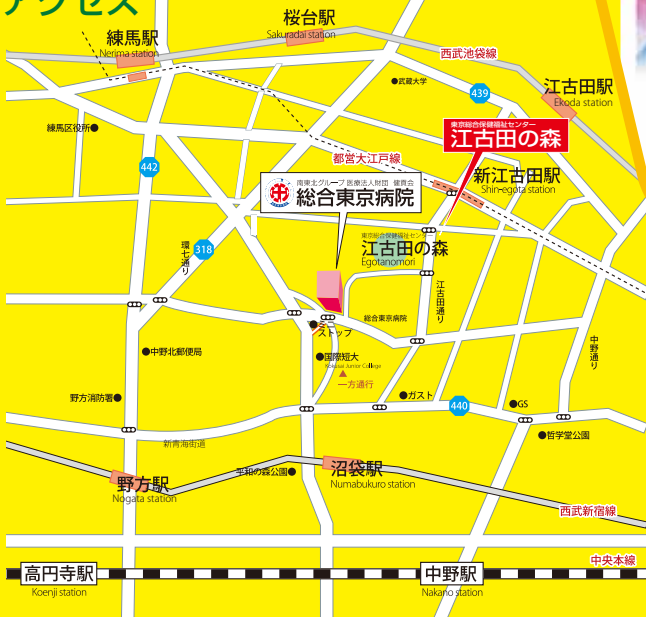 アクセス
桜台駅
Sakuradai station
練馬駅
Nerima station
西武池袋線
武蔵大学
439
江古田駅
Ekoda station
練馬区役所
東京総合保健福祉センター
江古田の森
442
都営大江戸線
新江古田駅
Shin-egota station
南東北グループ 医療法人財団 健貢会
総合東京病院
環七通り
318
東京総合保健福祉センター
江古田の森
Egotanomori
江古田通り
総合東京病院
ミニ
ストップ
中野通り
中野北郵便局
国際短大
Kokusai Junior College
一方通行
野方消防署
ガスト
440
GS
新青梅街道
哲学堂公園
平和の森公園
沼袋駅
Numabukuro station
野方駅
Nogata station
西武新宿線
中央本線
高円寺駅
Koenji station
中野駅
Nakano station